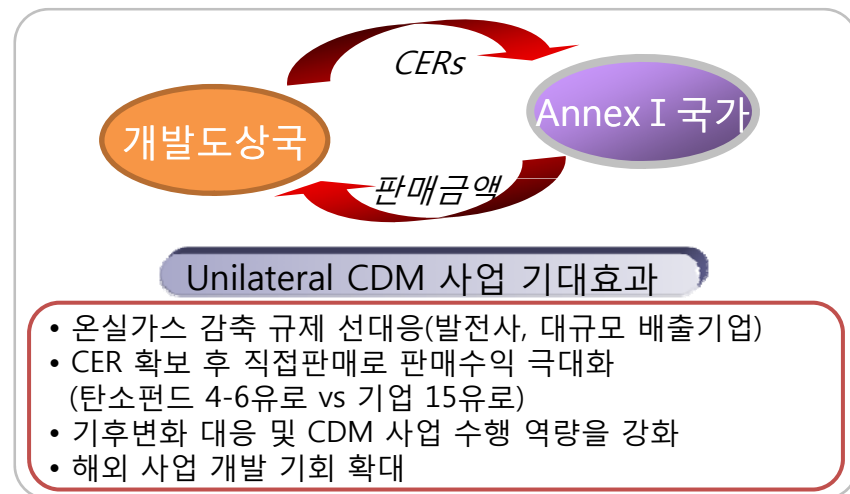 CERs
개발도상국
Annex Ⅰ 국가
판매금액
Unilateral CDM 사업 기대효과
• 온실가스 감축 규제 선대응(발전사, 대규모 배출기업)
• CER 확보 후 직접판매로 판매수익 극대화
(탄소펀드 4-6유로 vs 기업 15유로)
• 기후변화 대응 및 CDM 사업 수행 역량을 강화
• 해외 사업 개발 기회 확대